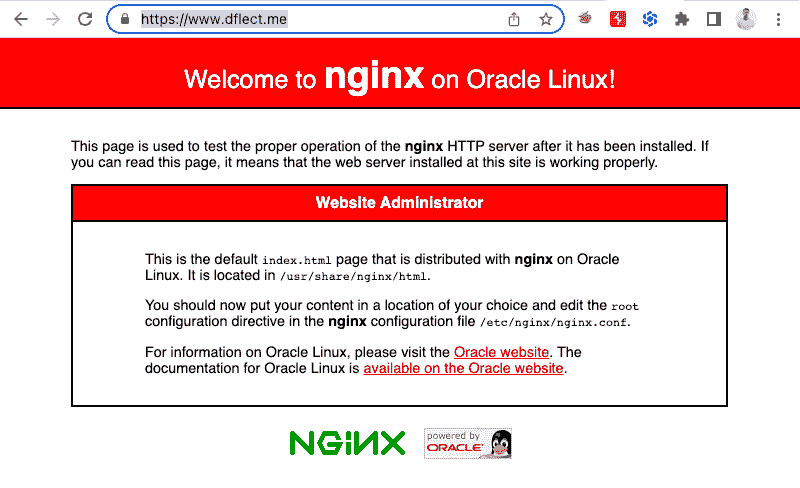 https://www.dflect.me
Welcome to nginx on Oracle Linux!
This page is used to test the proper operation of the nginx HTTP server after it has been installed. If
you can read this page, it means that the web server installed at this site is working properly.
Website Administrator
This is the default index.html page that is distributed with nginx on Oracle
Linux. It is located in /usr/share/nginx/html.
You should now put your content in a location of your choice and edit the root
configuration directive in the nginx configuration file /etc/nginx/nginx.conf.
For information on Oracle Linux, please visit the Oracle website. The
documentation for Oracle Linux is available on the Oracle website.
NGiNX
powered by
ORACLE